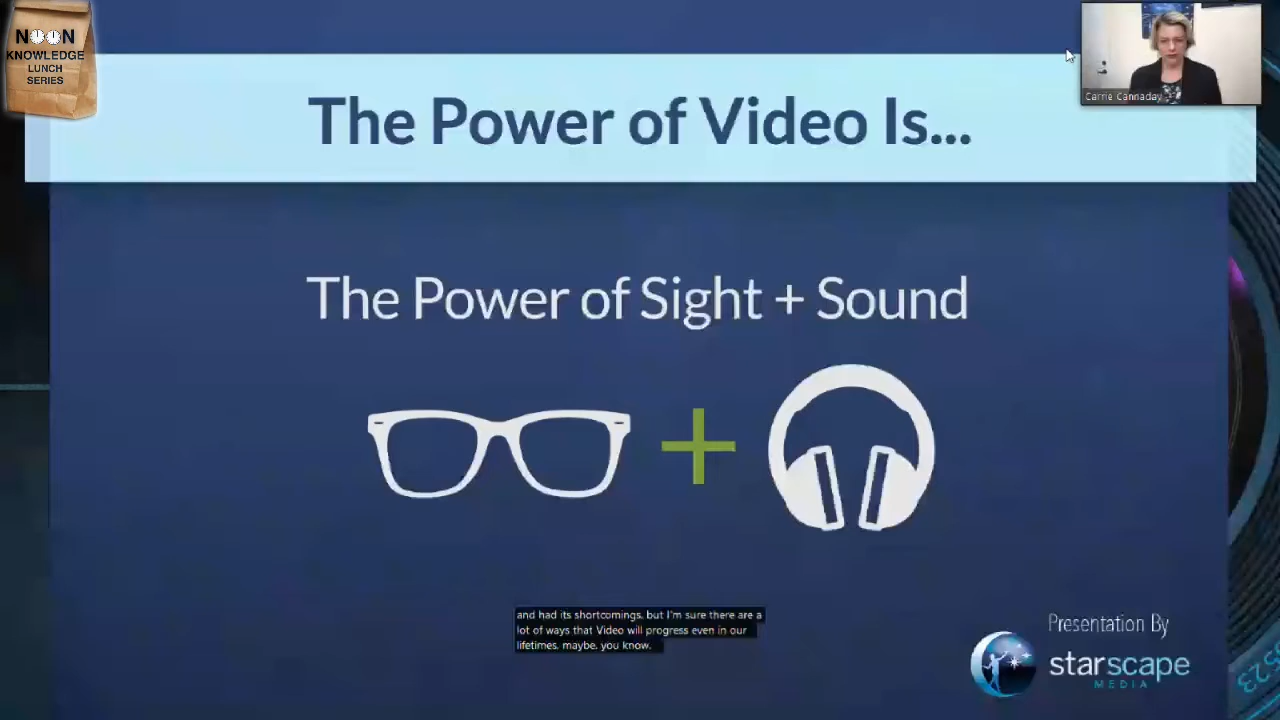 NOON
KNOWLEDGE
LUNCH
SERIES
Carrie Cannaday
The Power of Video Is...
The Power of Sight + Sound
+
and had its shortcomings, but I'm sure there are a
lot of ways that Video will progress even in our
lifetimes, maybe, you know.
Presentation By
starscape
MEDIA
523